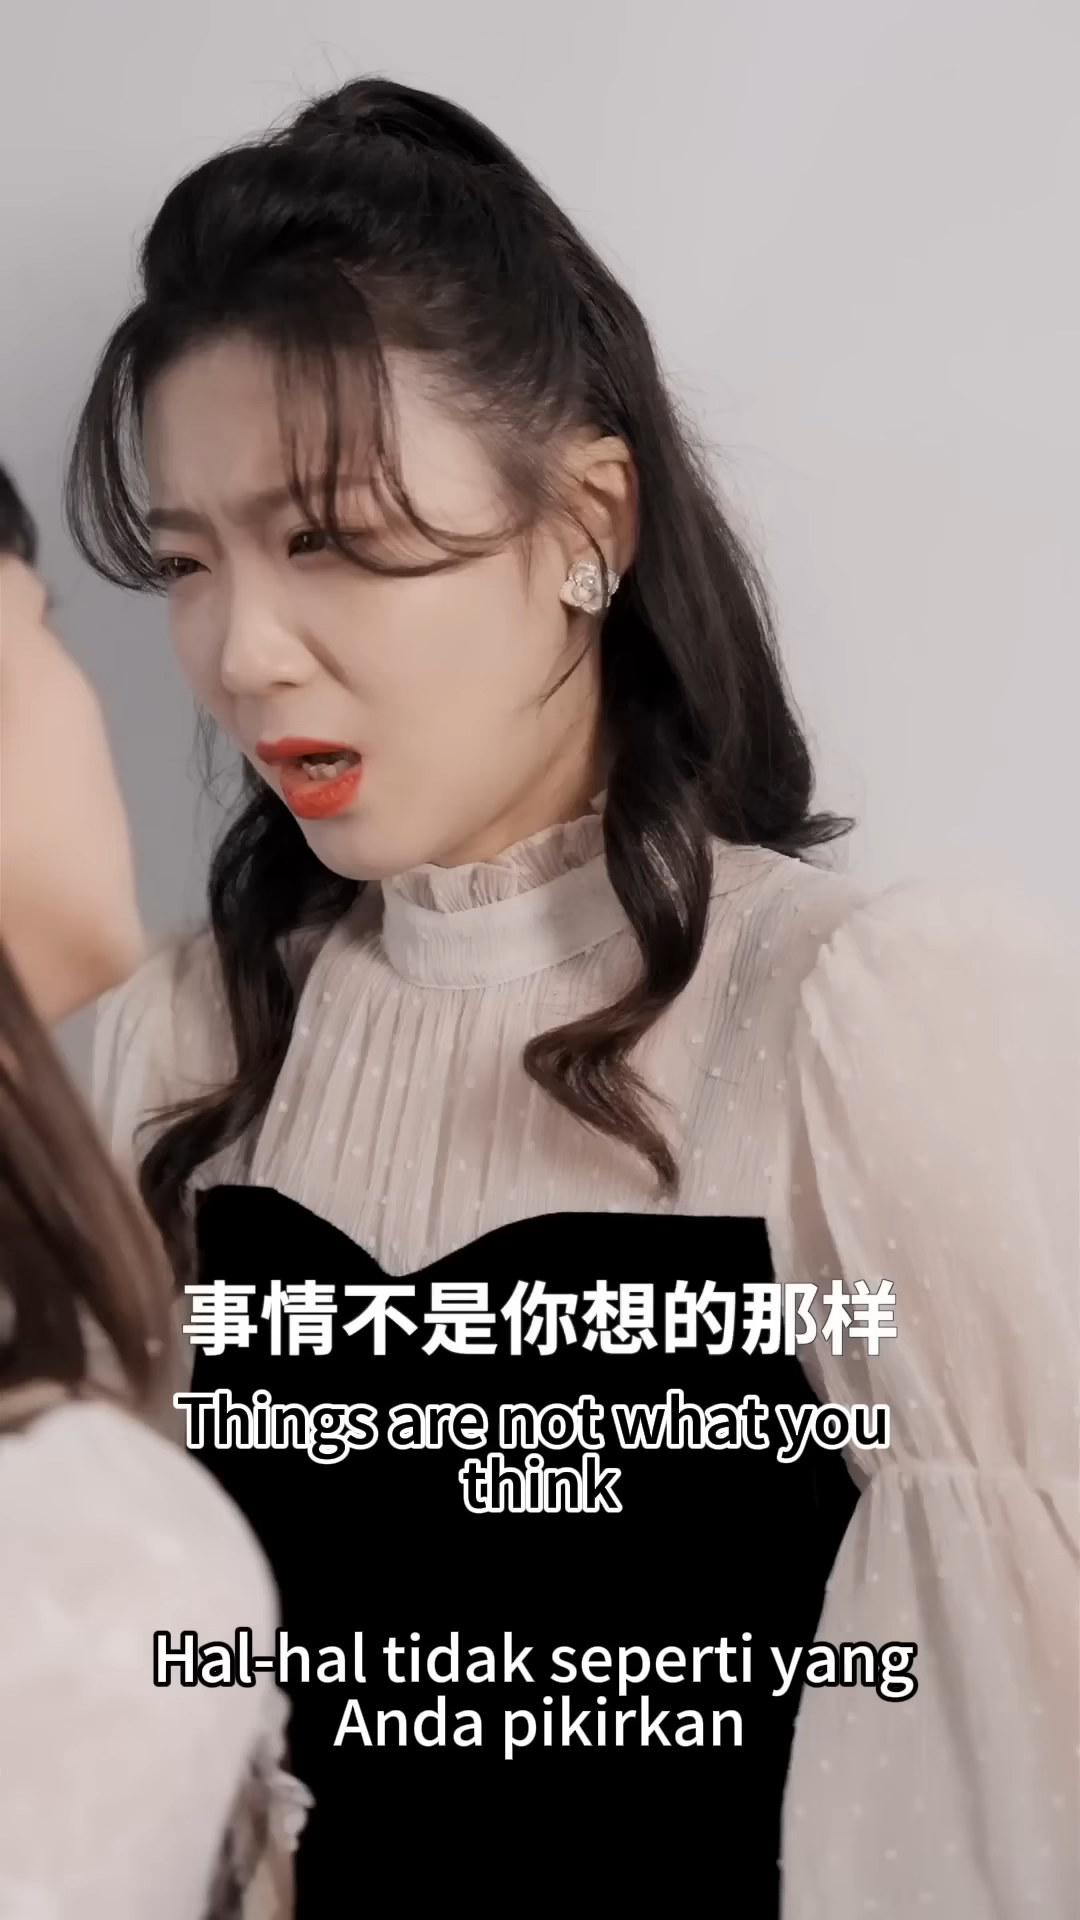 事情不是你想的那样
Things are not what you
think
Hal-hal tidak seperti yang
Anda pikirkan